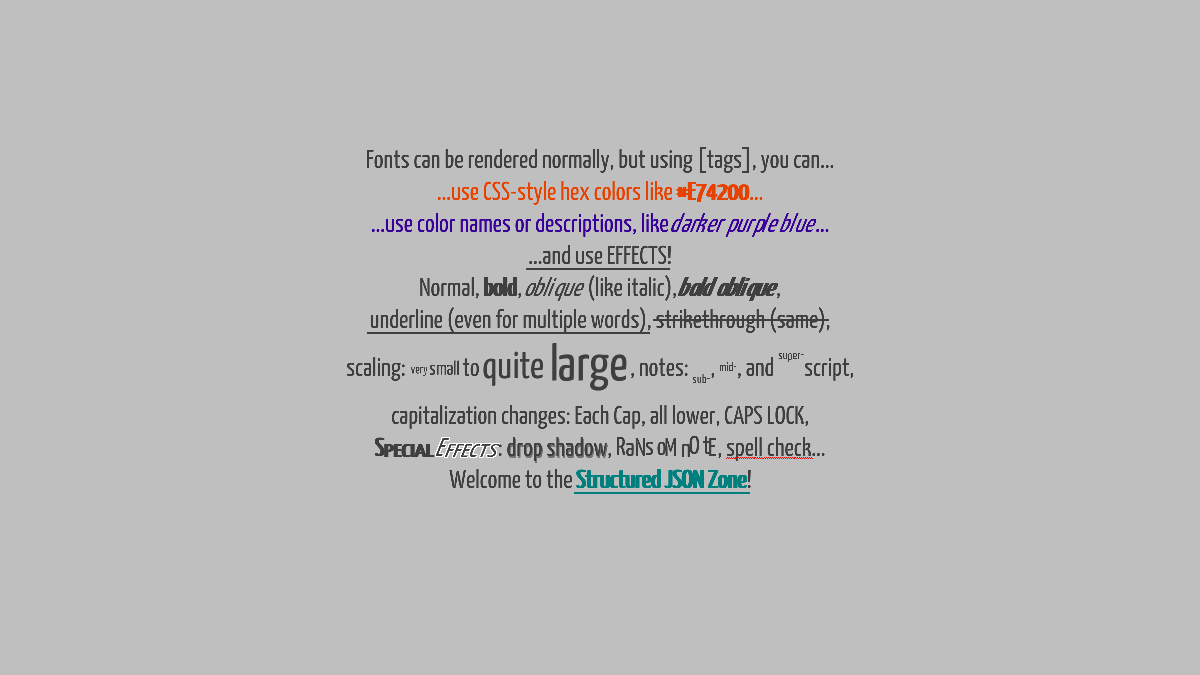 Fonts can be rendered normally, but using [tags], you can...
...use CSS-style hex colors like #E74200...
...use color names or descriptions, like darker purple blue...
...and use EFFECTS!
Normal, bold, oblique (like italic), bold oblique,
underline (even for multiple words), strikethrough (same),
scaling: very small to quite large, notes: sub-, mid-, and super-script,
capitalization changes: Each Cap, all lower, CAPS LOCK,
Special Effects: drop shadow, RaNsoM nOtE, spell check...
Welcome to the Structured JSON Zone!